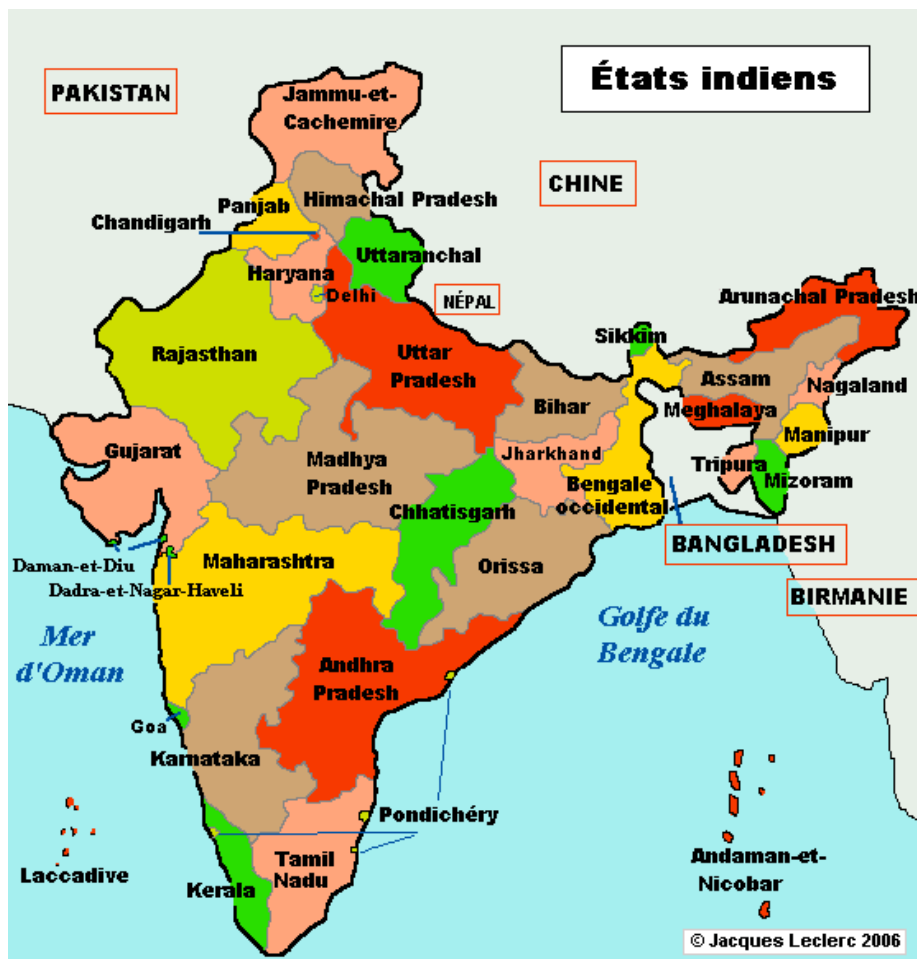 États indiens
PAKISTAN
Jammu-et-
Cachemire
CHINE
Himachal Pradesh
Panjab
Chandigarh
Uttaranchal
Haryana
Delhi
NÉPAL
Arunachal Pradesh
Sikkim
Rajasthan
Uttar
Pradesh
Assam
Nagaland
Bihar
Meghalaya
Manipur
Gujarat
Jharkhand
Madhya
Pradesh
Tripura
Mizoram
Bengale
occidental
Chhatisgarh
BANGLADESH
Daman-et-Diu
Maharashtra
Orissa
Dadra-et-Nagar-Haveli
BIRMANIE
Mer
d'Oman
Golfe du
Bengale
Andhra
Pradesh
Goa
Karnataka
Pondichéry
Laccadive
Tamil
Nadu
Kerala
Andaman-et-
Nicobar
© Jacques Leclerc 2006